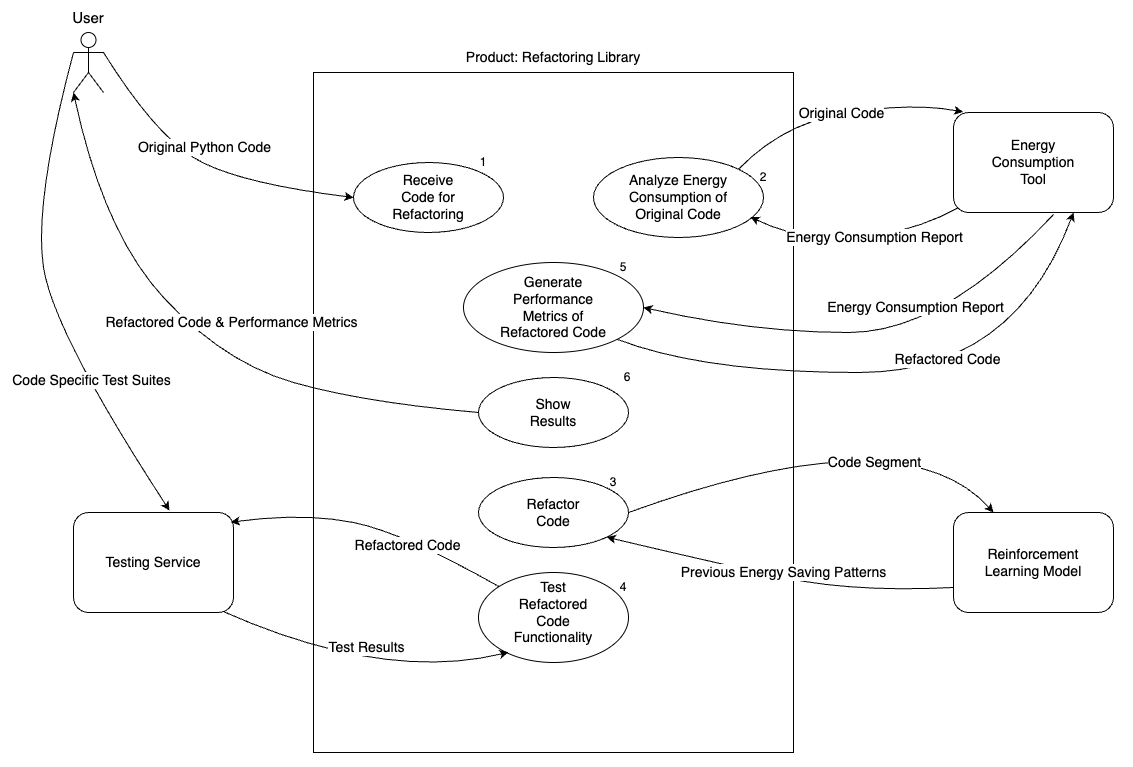 User
Product: Refactoring Library
Original Python Code
1
Receive
Code for
Refactoring
2
Analyze Energy
Consumption of
Original Code
Original Code
Energy
Consumption
Tool
Energy Consumption Report
5
Generate
Performance
Metrics of
Refactored Code
Energy Consumption Report
Refactored Code
Refactored Code & Performance Metrics
Code Specific Test Suites
6
Show
Results
3
Refactor
Code
Code Segment
Reinforcement
Learning Model
Previous Energy Saving Patterns
Testing Service
Refactored Code
4
Test
Refactored
Code
Functionality
Test Results